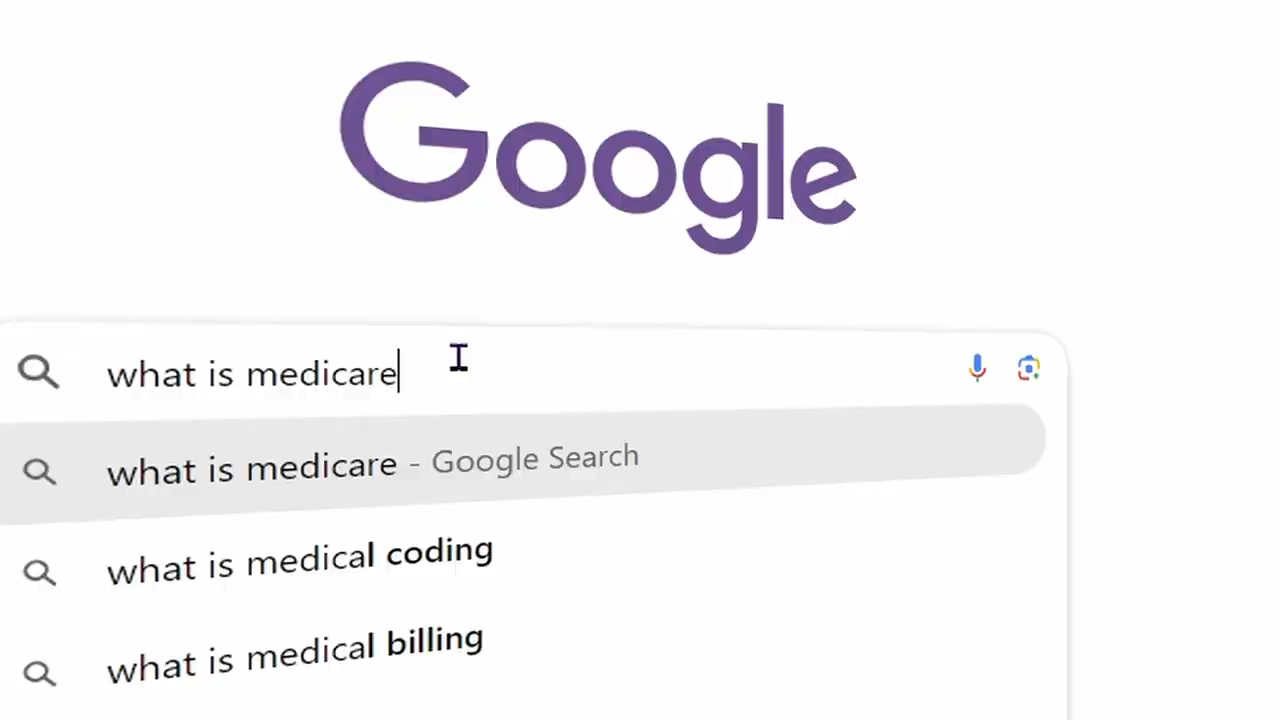 Google
what is medicare
what is medicare - Google Search
what is medical coding
what is medical billing